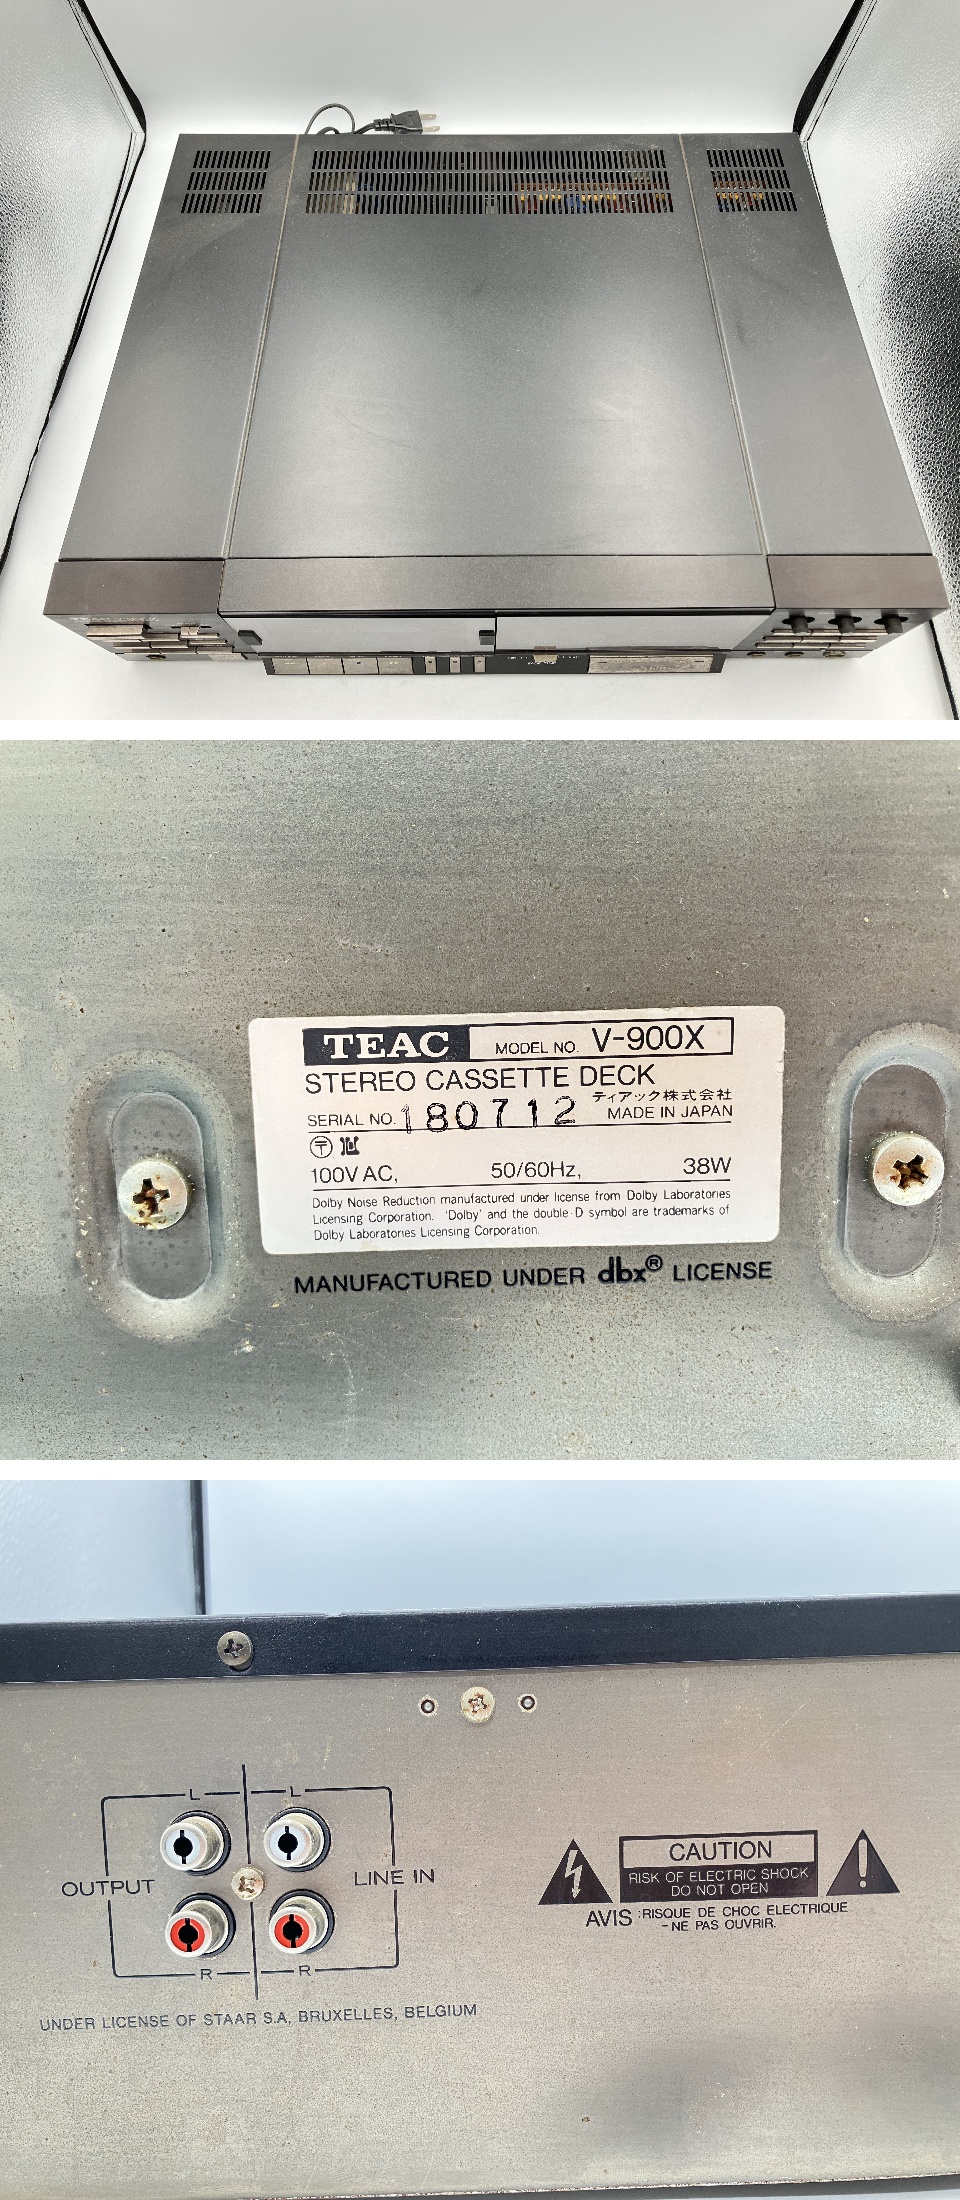 TEAC MODEL NO. V-900X
STEREO CASSETTE DECK
ティアック株式会社
SERIAL NO. 180712 MADE IN JAPAN
〒
100V AC, 50/60Hz, 38W
Dolby Noise Reduction manufactured under license from Dolby Laboratories
Licensing Corporation. 'Dolby' and the double-D symbol are trademarks of
Dolby Laboratories Licensing Corporation.
MANUFACTURED UNDER dbx® LICENSE
L L
OUTPUT LINE IN
R R
UNDER LICENSE OF STAAR S.A, BRUXELLES, BELGIUM
CAUTION
RISK OF ELECTRIC SHOCK
DO NOT OPEN
AVIS :RISQUE DE CHOC ELECTRIQUE
-NE PAS OUVRIR.